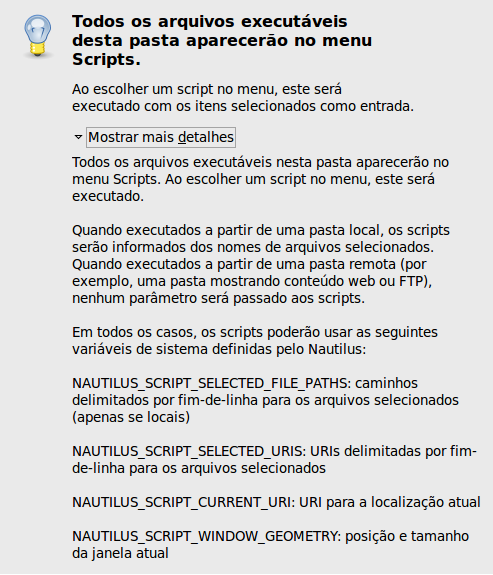 Todos os arquivos executáveis
desta pasta aparecerão no menu
Scripts.
Ao escolher um script no menu, este será
executado com os itens selecionados como entrada.
Mostrar mais detalhes
Todos os arquivos executáveis nesta pasta aparecerão no
menu Scripts. Ao escolher um script no menu, este será
executado.
Quando executados a partir de uma pasta local, os scripts
serão informados dos nomes de arquivos selecionados.
Quando executados a partir de uma pasta remota (por
exemplo, uma pasta mostrando conteúdo web ou FTP),
nenhum parâmetro será passado aos scripts.
Em todos os casos, os scripts poderão usar as seguintes
variáveis de sistema definidas pelo Nautilus:
NAUTILUS_SCRIPT_SELECTED_FILE_PATHS: caminhos
delimitados por fim-de-linha para os arquivos selecionados
(apenas se locais)
NAUTILUS_SCRIPT_SELECTED_URIS: URIs delimitadas por fim-
de-linha para os arquivos selecionados
NAUTILUS_SCRIPT_CURRENT_URI: URI para a localização atual
NAUTILUS_SCRIPT_WINDOW_GEOMETRY: posição e tamanho
da janela atual